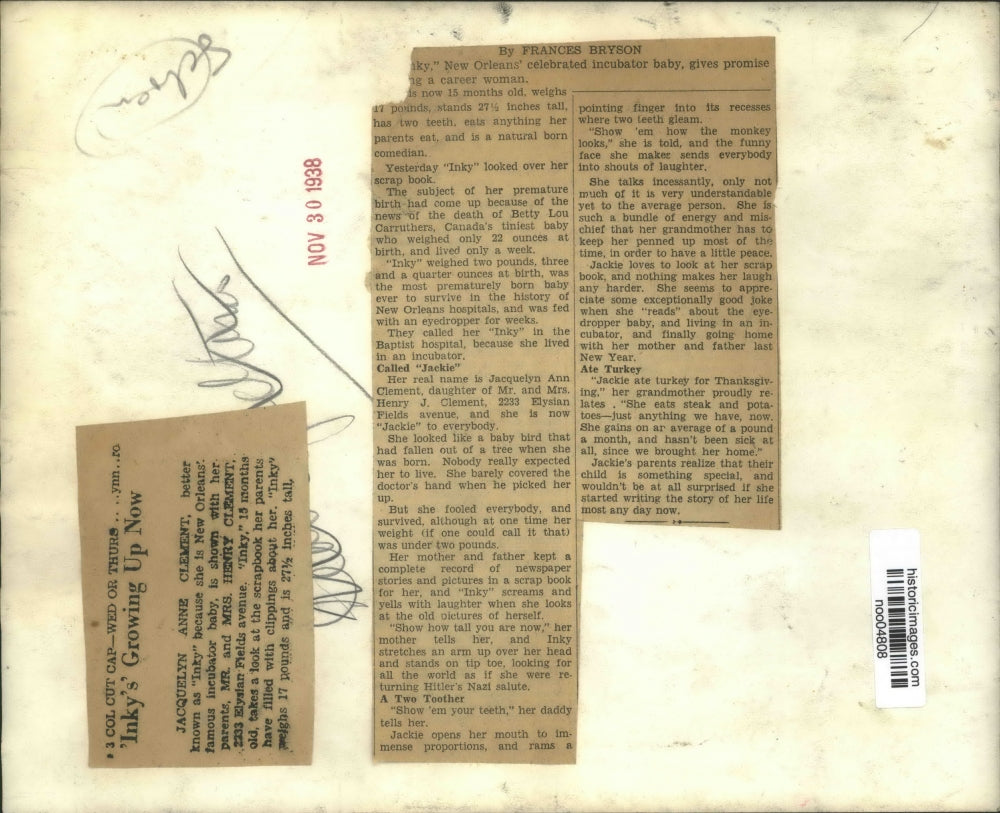 NOV 30 1938
By FRANCES BRYSON
nky," New Orleans' celebrated incubator baby, gives promise
ng a career woman.
is now 15 months old, weighs
17 pounds, stands 27½ inches tall,
has two teeth, eats anything her
parents eat, and is a natural born
comedian.
Yesterday "Inky" looked over her
scrap book.
The subject of her premature
birth had come up because of the
news of the death of Betty Lou
Carruthers, Canada's tiniest baby
who weighed only 22 ounces at
birth, and lived only a week.
"Inky" weighed two pounds, three
and a quarter ounces at birth, was
the most prematurely born baby
ever to survive in the history of
New Orleans hospitals, and was fed
with an eyedropper for weeks.
They called her "Inky" in the
Baptist hospital, because she lived
in an incubator.
Called "Jackie"
Her real name is Jacquelyn Ann
Clement, daughter of Mr. and Mrs.
Henry J. Clement, 2233 Elysian
Fields avenue, and she is now
"Jackie" to everybody.
She looked like a baby bird that
had fallen out of a tree when she
was born. Nobody really expected
her to live. She barely covered the
doctor's hand when he picked her
up.
But she fooled everybody, and
survived, although at one time her
weight (if one could call it that)
was under two pounds.
Her mother and father kept a
complete record of newspaper
stories and pictures in a scrap book
for her, and "Inky" screams and
yells with laughter when she looks
at the old pictures of herself.
"Show how tall you are now," her
mother tells her, and Inky
stretches an arm up over her head
and stands on tip toe, looking for
all the world as if she were re-
turning Hitler's Nazi salute.
A Two Toother
"Show 'em your teeth," her daddy
tells her.
Jackie opens her mouth to im-
mense proportions, and rams a
pointing finger into its recesses
where two teeth gleam.
"Show 'em how the monkey
looks," she is told, and the funny
face she makes sends everybody
into shouts of laughter.
She talks incessantly, only not
much of it is very understandable
yet to the average person. She is
such a bundle of energy and mis-
chief that her grandmother has to
keep her penned up most of the
time, in order to have a little peace.
Jackie loves to look at her scrap
book, and nothing makes her laugh
any harder. She seems to appre-
ciate some exceptionally good joke
when she "reads" about the eye-
dropper baby, and living in an in-
cubator, and finally going home
with her mother and father last
New Year.
Ate Turkey
"Jackie ate turkey for Thanksgiv-
ing," her grandmother proudly re-
lates . "She eats steak and pota-
toes—just anything we have, now.
She gains on ar average of a pound
a month, and hasn't been sick at
all, since we brought her home."
Jackie's parents realize that their
child is something special, and
wouldn't be at all surprised if she
started writing the story of her life
most any day now.
3 COL CUT CAP—WED OR THURS
'Inky's' Growing Up Now
JACQUELYN ANNE CLEMENT, better
known as "Inky" because she is New Orleans'
famous incubator baby, is shown with her
parents, MR. and MRS. HENRY CLEMENT,
2233 Elysian Fields avenue. "Inky," 15 months
old, takes a look at the scrapbook her parents
have filled with clippings about her. "Inky"
weighs 17 pounds and is 27½ inches tall,
historicimages.com
noo04808